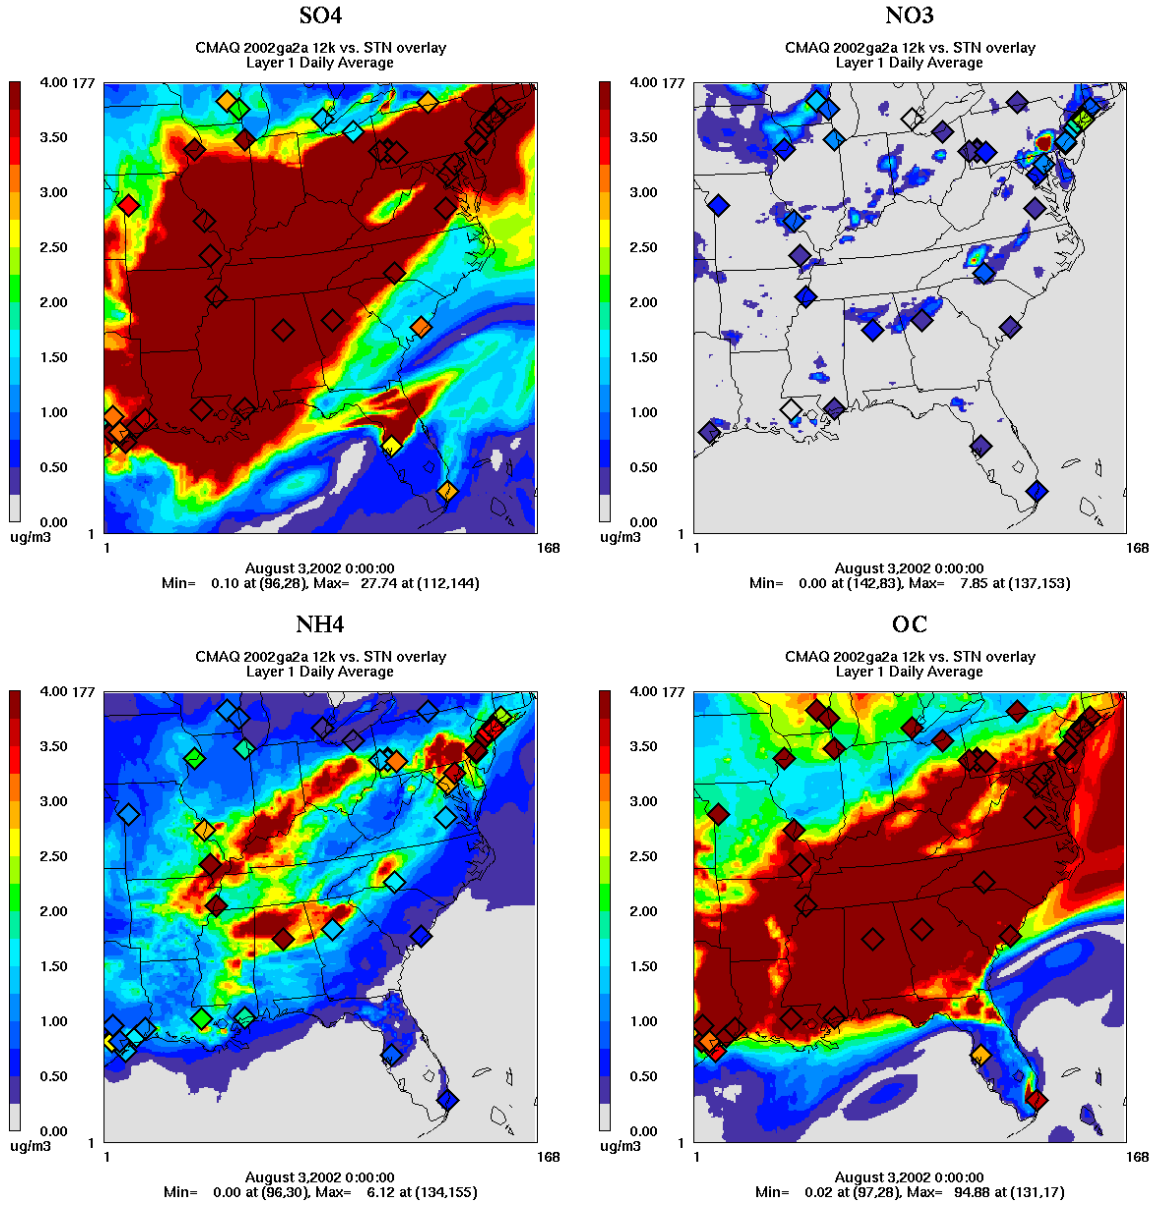 SO4
CMAQ 2002ga2a 12k vs. STN overlay
Layer 1 Daily Average
4.00 177
3.50
3.00
2.50
2.00
1.50
1.00
0.50
0.00
ug/m3
1
1 168
August 3,2002 0:00:00
Min= 0.10 at (96,28), Max= 27.74 at (112,144)
NO3
CMAQ 2002ga2a 12k vs. STN overlay
Layer 1 Daily Average
4.00 177
3.50
3.00
2.50
2.00
1.50
1.00
0.50
0.00
ug/m3
1
1 168
August 3,2002 0:00:00
Min= 0.00 at (142,83), Max= 7.85 at (137,153)
NH4
CMAQ 2002ga2a 12k vs. STN overlay
Layer 1 Daily Average
4.00 177
3.50
3.00
2.50
2.00
1.50
1.00
0.50
0.00
ug/m3
1
1 168
August 3,2002 0:00:00
Min= 0.00 at (96,30), Max= 6.12 at (134,155)
OC
CMAQ 2002ga2a 12k vs. STN overlay
Layer 1 Daily Average
4.00 177
3.50
3.00
2.50
2.00
1.50
1.00
0.50
0.00
ug/m3
1
1 168
August 3,2002 0:00:00
Min= 0.02 at (97,28), Max= 94.88 at (131,17)